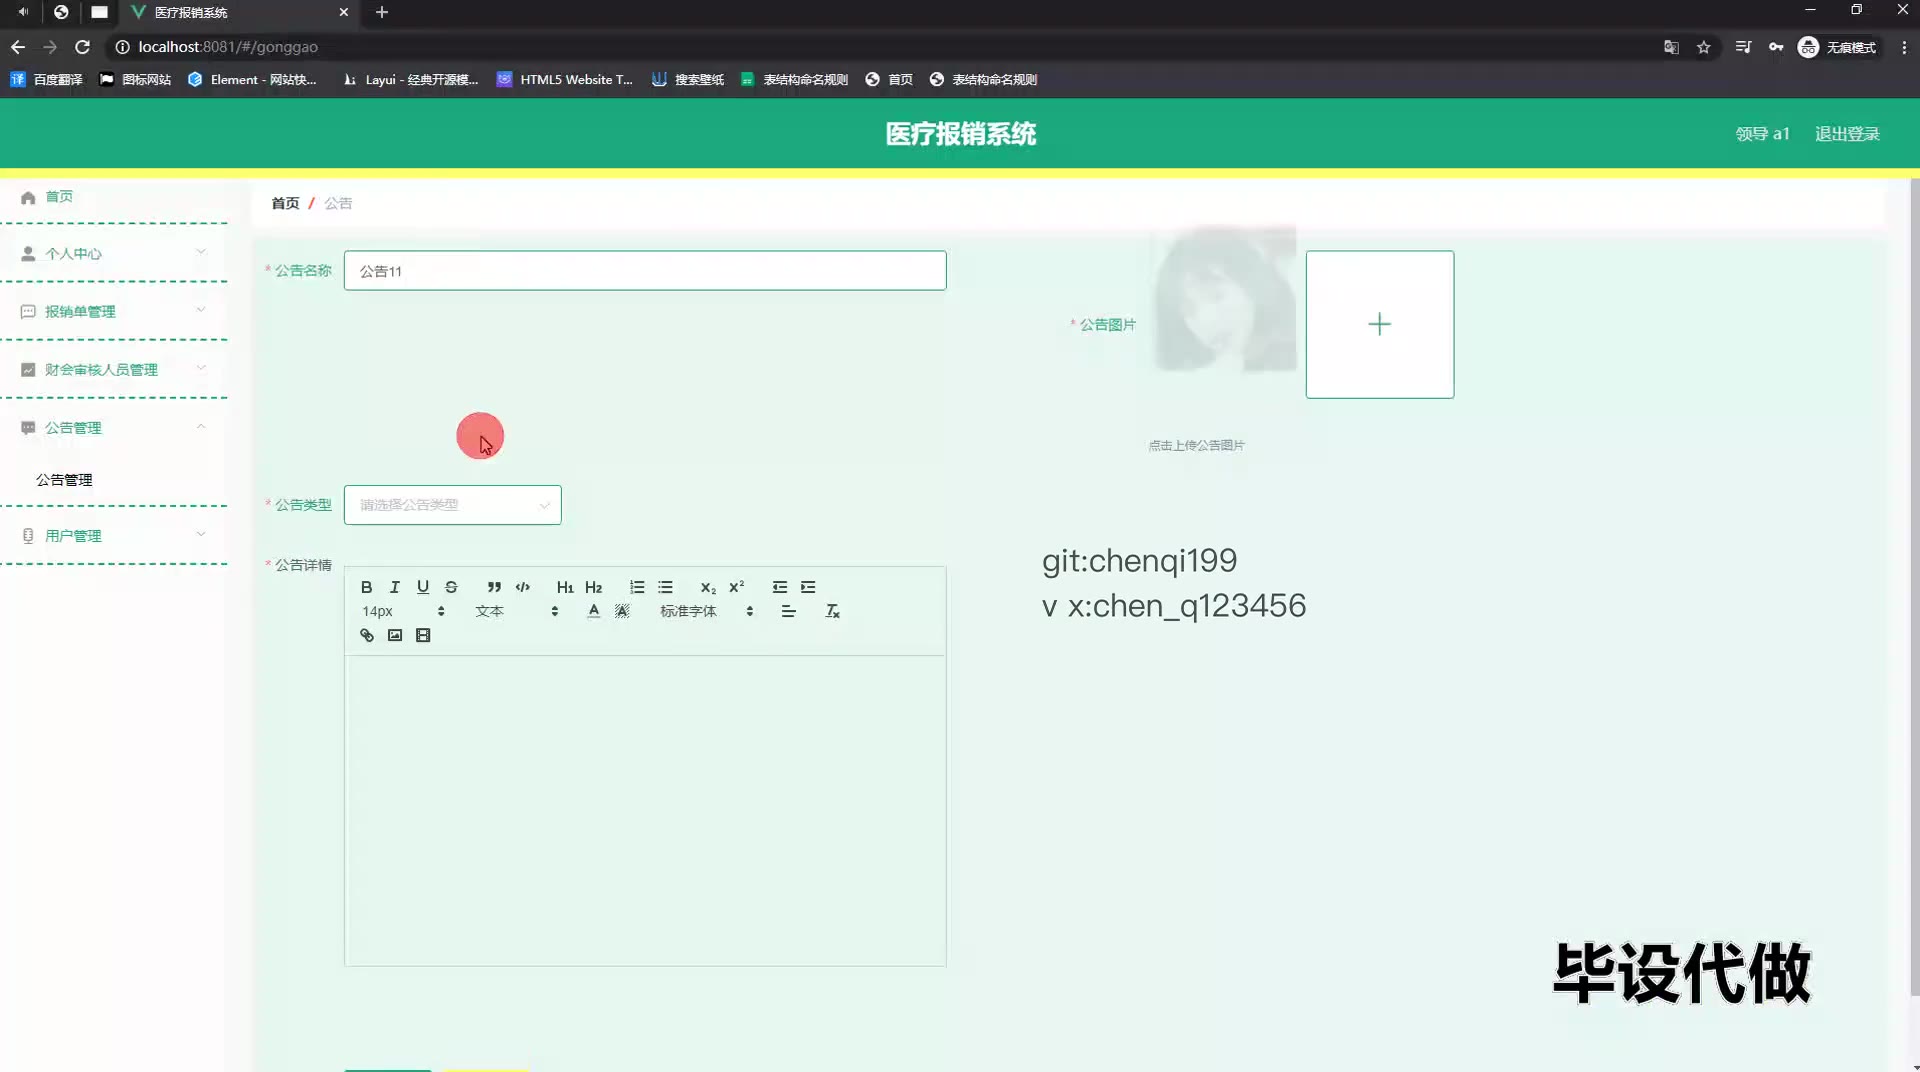 医疗报销系统
localhost:8081/#/gonggao
无痕模式
百度翻译
图标网站
Element - 网站快...
Layui - 经典开源模...
HTML5 Website T...
搜索壁纸
表结构命名规则
首页
表结构命名规则
医疗报销系统
领导 a1
退出登录
首页
个人中心
报销单管理
财会审核人员管理
公告管理
公告管理
用户管理
首页 / 公告
* 公告名称
公告11
* 公告图片
点击上传公告图片
* 公告类型
请选择公告类型
* 公告详情
B I U S H1 H2 X2 X2
14px 文本 A A 标准字体 Tx
git:chenqi199
v x:chen_q123456
毕设代做